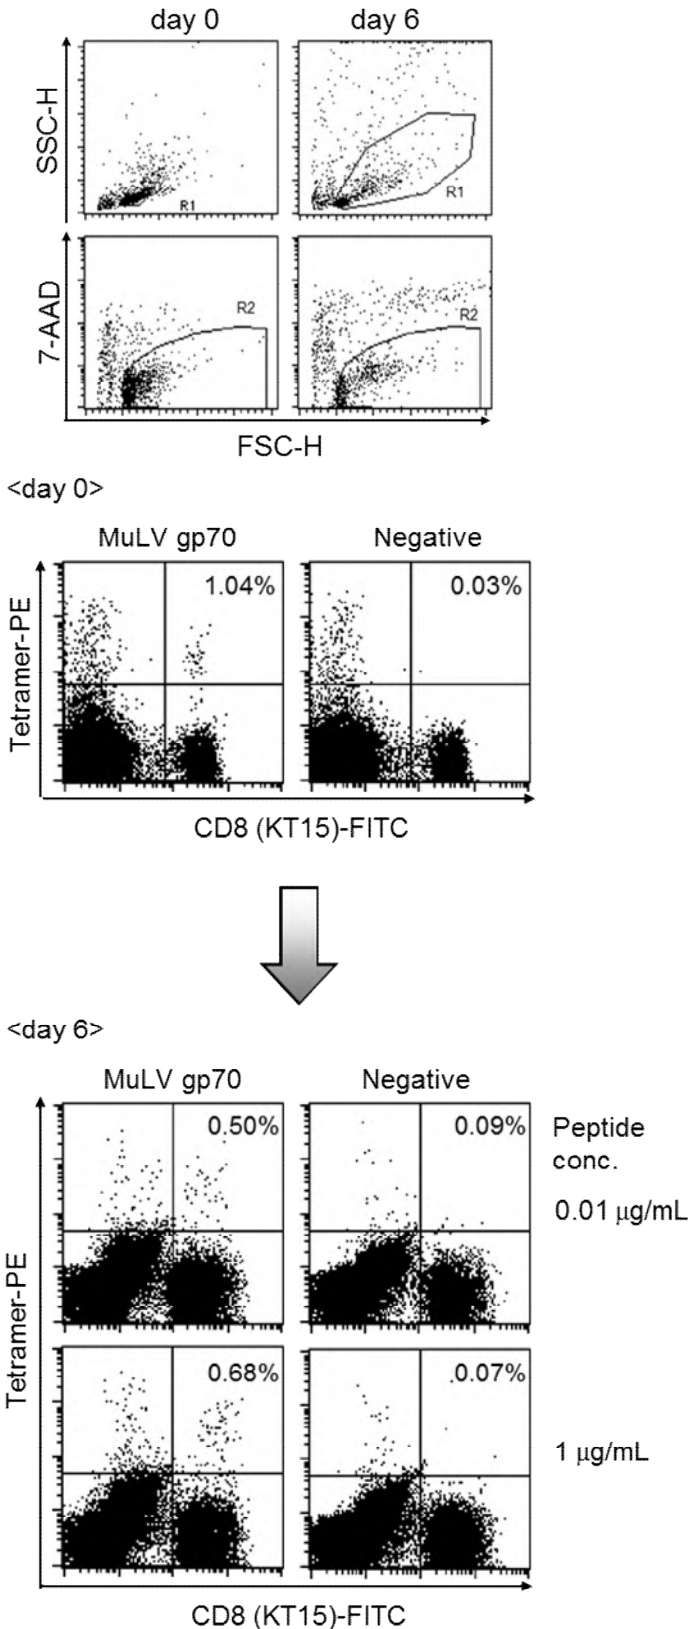 day 0 day 6
SSC-H
R1 R1
7-AAD
R2 R2
FSC-H
<day 0>
MuLV gp70 Negative
1.04% 0.03%
Tetramer-PE
CD8 (KT15)-FITC
<day 6>
MuLV gp70 Negative
0.50% 0.09% Peptide
conc.
0.01 μg/mL
Tetramer-PE
0.68% 0.07%
1 μg/mL
CD8 (KT15)-FITC